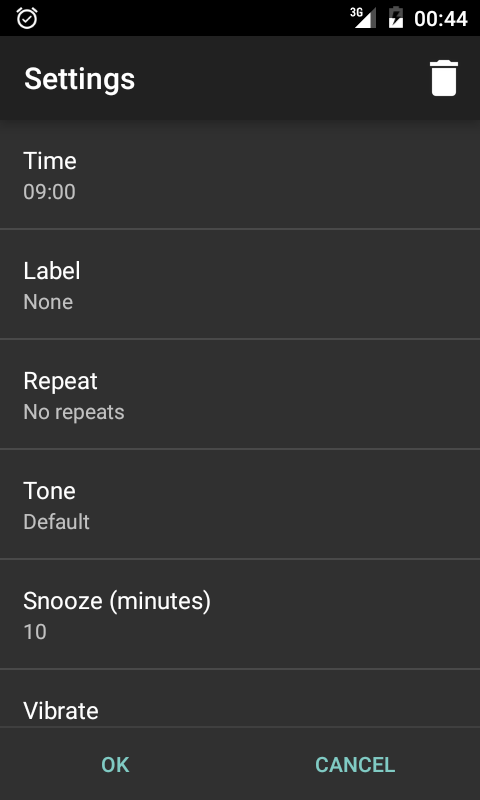 3G 00:44
Settings
Time
09:00
Label
None
Repeat
No repeats
Tone
Default
Snooze (minutes)
10
Vibrate
OK CANCEL